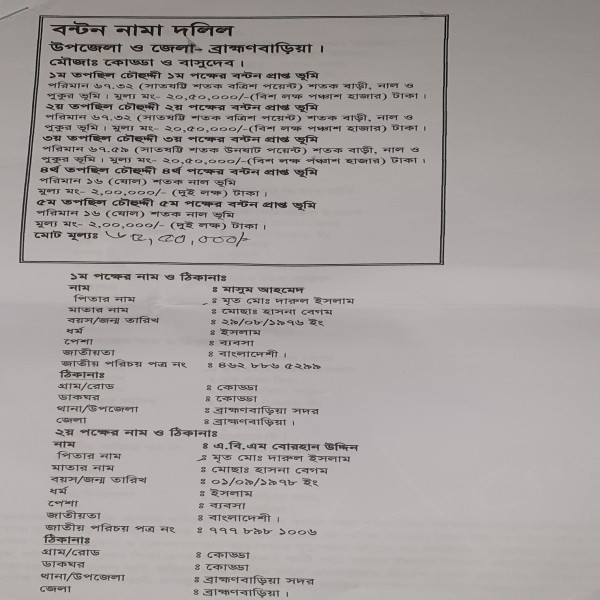 বন্টন নামা দলিল
উপজেলা ও জেলা- ব্রাহ্মণবাড়িয়া ।
মৌজাঃ কোড্ডা ও বাসুদেব ।
১ম তপছিল চৌহদ্দী ১ম পক্ষের বন্টন প্রাপ্ত ভূমি
পরিমান ৬৭.৩২ (সাতষট্টি শতক বত্রিশ পয়েন্ট) শতক বাড়ী, নাল ও
পুকুর ভূমি । মূল্য মং- ২০,৫০,০০০/-(বিশ লক্ষ পঞ্চাশ হাজার) টাকা ।
২য় তপছিল চৌহুদ্দী ২য় পক্ষের বন্টন প্রাপ্ত ভূমি
পরিমান ৬৭.৩২ (সাতষট্টি শতক বত্রিশ পয়েন্ট) শতক বাড়ী, নাল ও
পুকুর ভূমি । মূল্য মং- ২০,৫০,০০০/-(বিশ লক্ষ পঞ্চাশ হাজার) টাকা ।
৩য় তপছিল চৌহুদ্দী ৩য় পক্ষের বন্টন প্রাপ্ত ভূমি
পরিমান ৬৭.৫৯ (সাতষট্টি শতক উনষাট পয়েন্ট) শতক বাড়ী, নাল ও
পুকুর ভূমি । মূল্য মং- ২০,৫০,০০০/-(বিশ লক্ষ পঞ্চাশ হাজার) টাকা ।
৪র্থ তপছিল চৌহুদ্দী ৪র্থ পক্ষের বন্টন প্রাপ্ত ভূমি
পরিমান ১৬ (ষোল) শতক নাল ভূমি
মূল্য মং- ২,০০,০০০/- (দুই লক্ষ) টাকা ।
৫ম তপছিল চৌহুদ্দী ৫ম পক্ষের বন্টন প্রাপ্ত ভূমি
পরিমান ১৬ (ষোল) শতক নাল ভূমি
মূল্য মং- ২,০০,০০০/- (দুই লক্ষ) টাকা ।
মোট মূল্যঃ ৬৫,৫০,০০০/-
১ম পক্ষের নাম ও ঠিকানাঃ
নাম ঃ মাসুম আহমেদ
পিতার নাম ঃ মৃত মোঃ দারুল ইসলাম
মাতার নাম ঃ মোছাঃ হাসনা বেগম
বয়স/জন্ম তারিখ ঃ ২৯/০৮/১৯৭৬ ইং
ধর্ম ঃ ইসলাম
পেশা ঃ ব্যবসা
জাতীয়তা ঃ বাংলাদেশী ।
জাতীয় পরিচয় পত্র নং ঃ ৪৬২ ৮৮৬ ৫২৯৯
ঠিকানাঃ
গ্রাম/রোড ঃ কোড্ডা
ডাকঘর ঃ কোড্ডা
থানা/উপজেলা ঃ ব্রাহ্মণবাড়িয়া সদর
জেলা ঃ ব্রাহ্মণবাড়িয়া ।
২য় পক্ষের নাম ও ঠিকানাঃ
নাম ঃ এ.বি.এম বোরহান উদ্দিন
পিতার নাম ঃ মৃত মোঃ দারুল ইসলাম
মাতার নাম ঃ মোছাঃ হাসনা বেগম
বয়স/জন্ম তারিখ ঃ ০১/০৯/১৯৭৮ ইং
ধর্ম ঃ ইসলাম
পেশা ঃ ব্যবসা
জাতীয়তা ঃ বাংলাদেশী ।
জাতীয় পরিচয় পত্র নং ঃ ৭৭৭ ৮৯৮ ১০০৬
ঠিকানাঃ
গ্রাম/রোড ঃ কোড্ডা
ডাকঘর ঃ কোড্ডা
থানা/উপজেলা ঃ ব্রাহ্মণবাড়িয়া সদর
জেলা ঃ ব্রাহ্মণবাড়িয়া ।